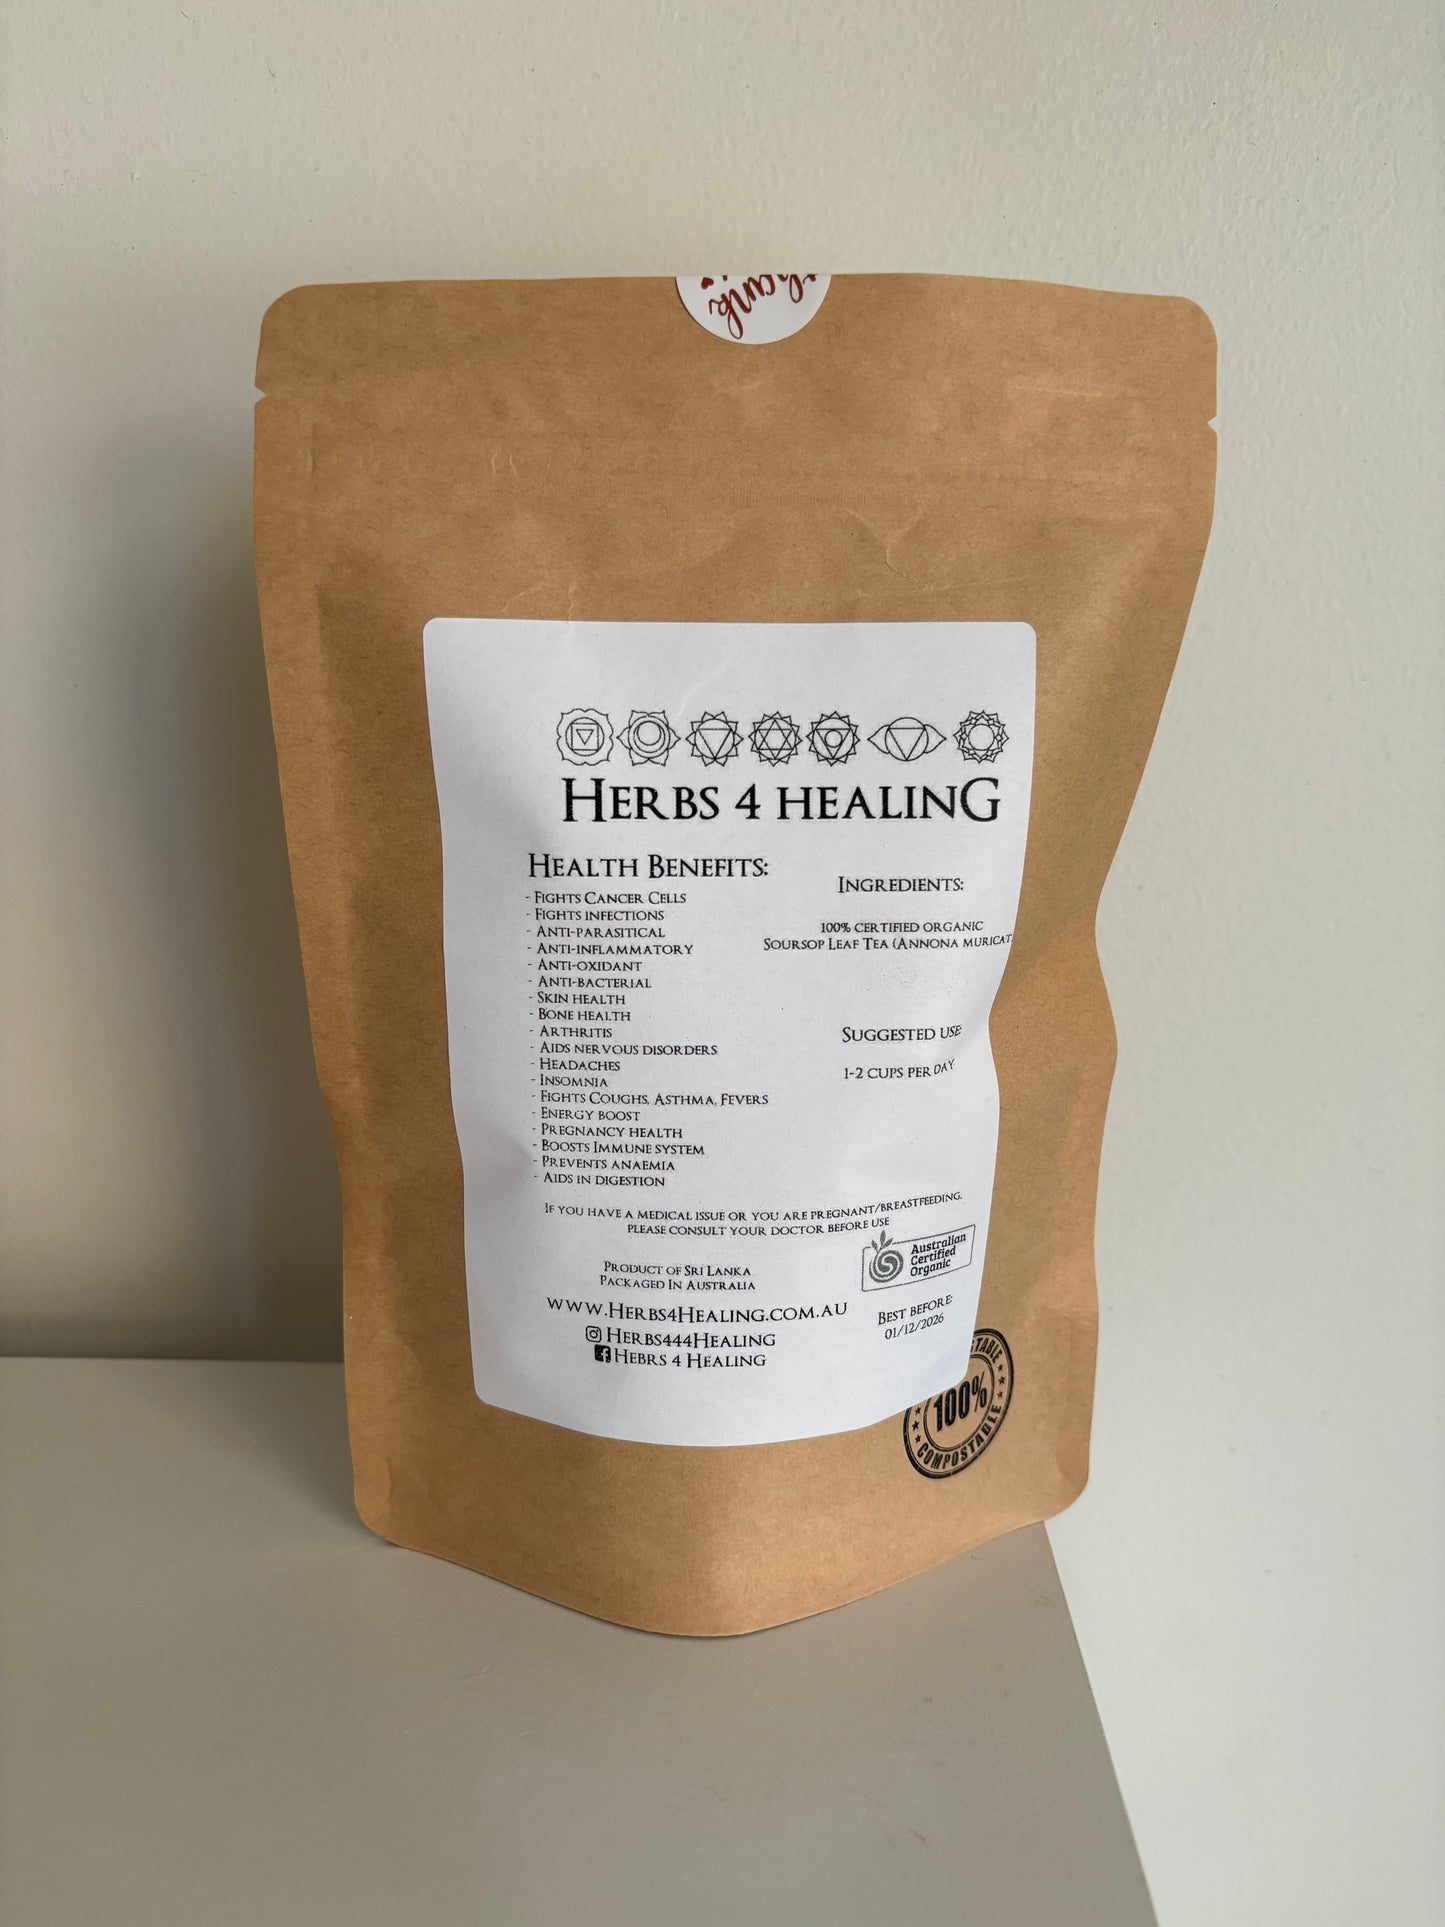 thank
HERBS 4 HEALING
HEALTH BENEFITS:
- FIGHTS CANCER CELLS
- FIGHTS INFECTIONS
- ANTI-PARASITICAL
- ANTI-INFLAMMATORY
- ANTI-OXIDANT
- ANTI-BACTERIAL
- SKIN HEALTH
- BONE HEALTH
- ARTHRITIS
- AIDS NERVOUS DISORDERS
- HEADACHES
- INSOMNIA
- FIGHTS COUGHS, ASTHMA, FEVERS
- ENERGY BOOST
- PREGNANCY HEALTH
- BOOSTS IMMUNE SYSTEM
- PREVENTS ANAEMIA
- AIDS IN DIGESTION
INGREDIENTS:
100% CERTIFIED ORGANIC
SOURSOP LEAF TEA (ANNONA MURICAT
SUGGESTED USE:
1-2 CUPS PER DAY
IF YOU HAVE A MEDICAL ISSUE OR YOU ARE PREGNANT/BREASTFEEDING,
PLEASE CONSULT YOUR DOCTOR BEFORE USE
Australian
Certified
Organic
PRODUCT OF SRI LANKA
PACKAGED IN AUSTRALIA
WWW.HERBS4HEALING.COM.AU
HERBS444HEALING
HEBRS 4 HEALING
BEST BEFORE:
01/12/2026
100%
COMPOSTABLE